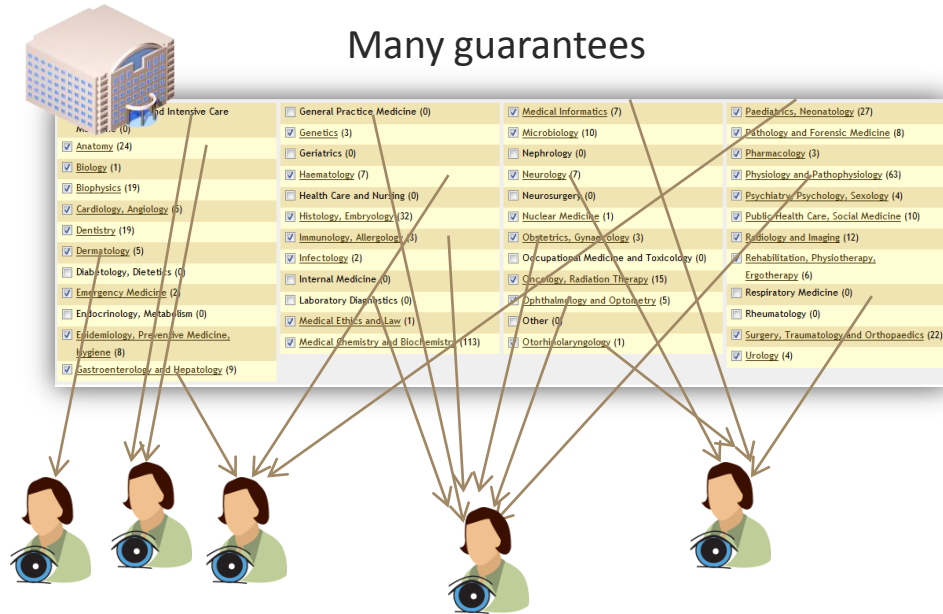 Many guarantees
and Intensive Care
Medicine (0)
Anatomy (24)
Biology (1)
Biophysics (19)
Cardiology, Angiology (5)
Dentistry (19)
Dermatology (5)
Diabetology, Dietetics (0)
Emergency Medicine (2)
Endocrinology, Metabolism (0)
Epidemiology, Preventive Medicine,
Hygiene (8)
Gastroenterology and Hepatology (9)
General Practice Medicine (0)
Genetics (3)
Geriatrics (0)
Haematology (7)
Health Care and Nursing (0)
Histology, Embryology (32)
Immunology, Allergology (3)
Infectology (2)
Internal Medicine (0)
Laboratory Diagnostics (0)
Medical Ethics and Law (1)
Medical Chemistry and Biochemistry (113)
Medical Informatics (7)
Microbiology (10)
Nephrology (0)
Neurology (7)
Neurosurgery (0)
Nuclear Medicine (1)
Obstetrics, Gynaecology (3)
Occupational Medicine and Toxicology (0)
Oncology, Radiation Therapy (15)
Ophthalmology and Optometry (5)
Other (0)
Otorhinolaryngology (1)
Paediatrics, Neonatology (27)
Pathology and Forensic Medicine (8)
Pharmacology (3)
Physiology and Pathophysiology (63)
Psychiatry, Psychology, Sexology (4)
Public Health Care, Social Medicine (10)
Radiology and Imaging (12)
Rehabilitation, Physiotherapy,
Ergotherapy (6)
Respiratory Medicine (0)
Rheumatology (0)
Surgery, Traumatology and Orthopaedics (22)
Urology (4)